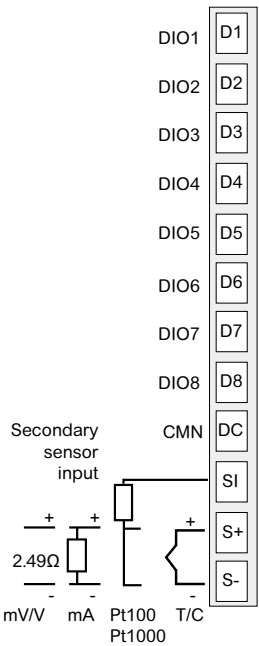 DIO1 D1
DIO2 D2
DIO3 D3
DIO4 D4
DIO5 D5
DIO6 D6
DIO7 D7
DIO8 D8
CMN DC
Secondary
sensor
input
SI
S+
S-
+ + +
2.49Ω
- - -
mV/V mA Pt100 T/C
Pt1000